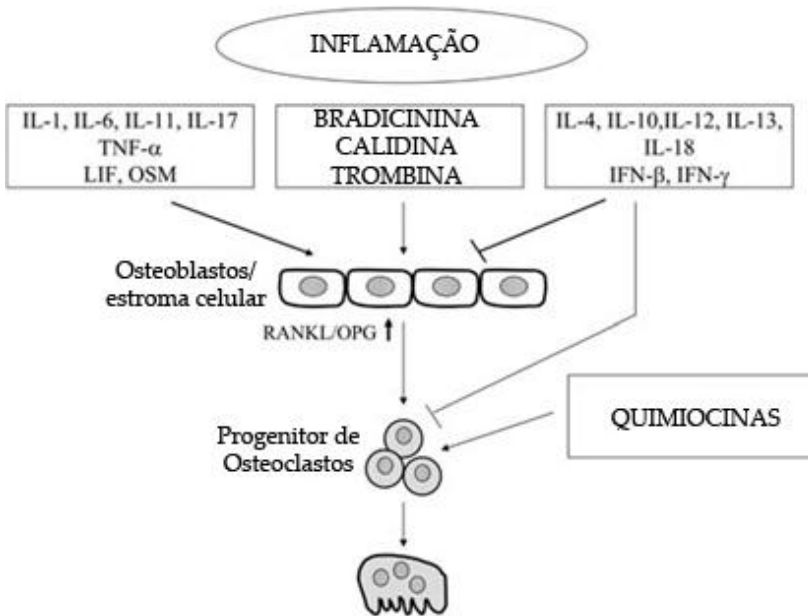 INFLAMAÇÃO
IL-1, IL-6, IL-11, IL-17
TNF-α
LIF, OSM
BRADICININA
CALIDINA
TROMBINA
IL-4, IL-10,IL-12, IL-13,
IL-18
IFN-β, IFN-γ
Osteoblastos/
estroma celular
RANKL/OPG
QUIMIOCINAS
Progenitor de
Osteoclastos